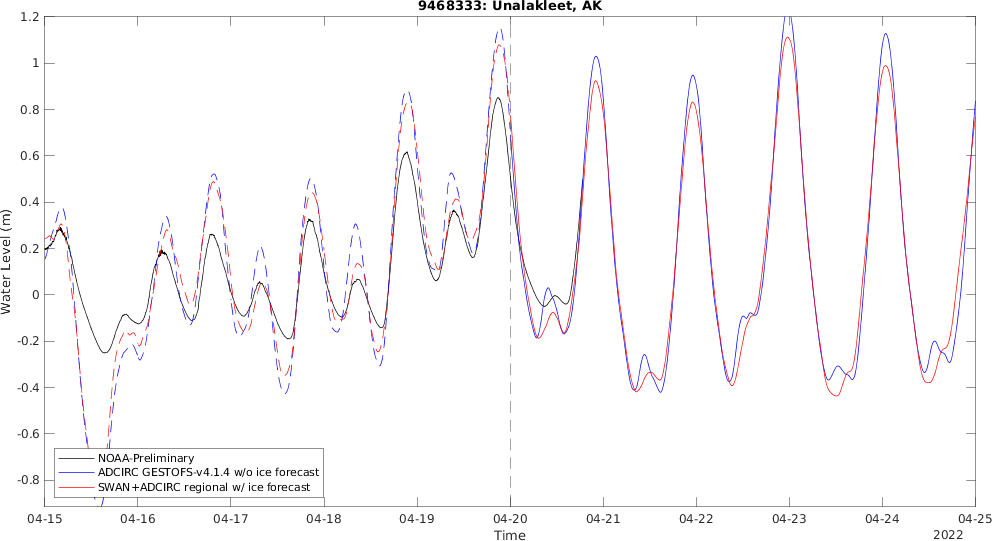 9468333: Unalakleet, AK
1.2
1
0.8
0.6
0.4
0.2
0
-0.2
-0.4
-0.6
-0.8
Water Level (m)
NOAA-Preliminary
ADCIRC GESTOFS-v4.1.4 w/o ice forecast
SWAN+ADCIRC regional w/ ice forecast
04-15 04-16 04-17 04-18 04-19 04-20 04-21 04-22 04-23 04-24 04-25
Time
2022